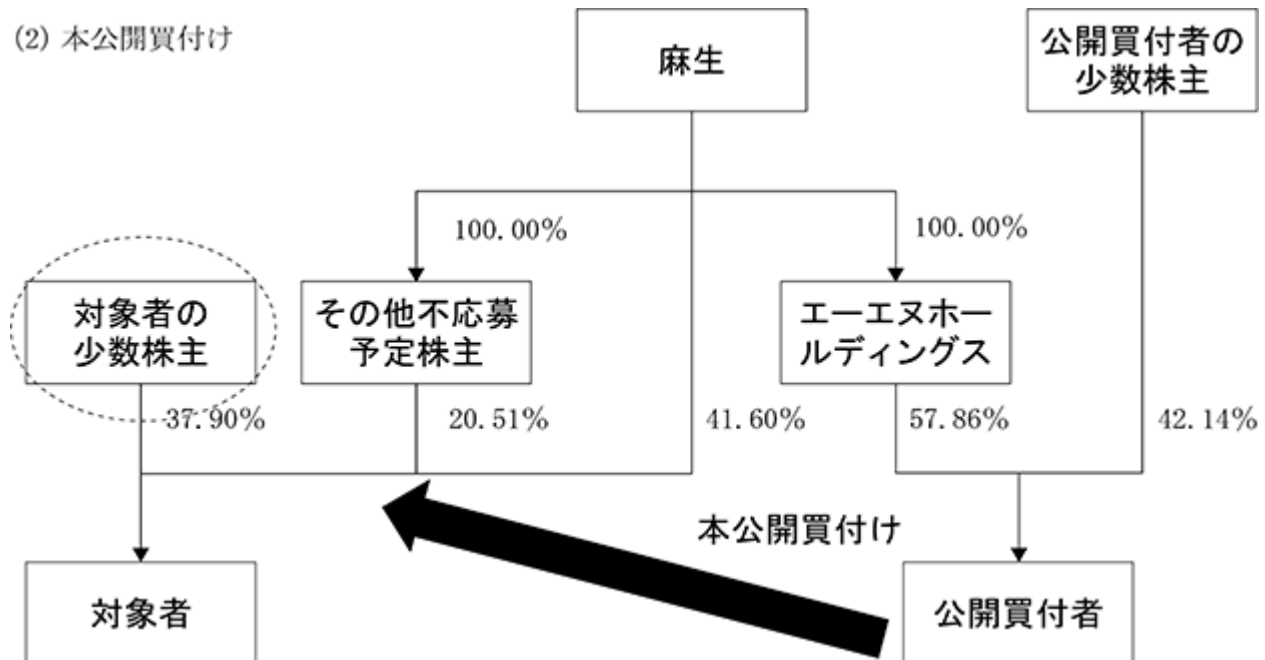 (2) 本公開買付け
麻生
公開買付者の
少数株主
100.00%
100.00%
対象者の
少数株主
その他不応募
予定株主
エーエヌホー
ルディングス
37.90%
20.51%
41.60%
57.86%
42.14%
本公開買付け
対象者
公開買付者